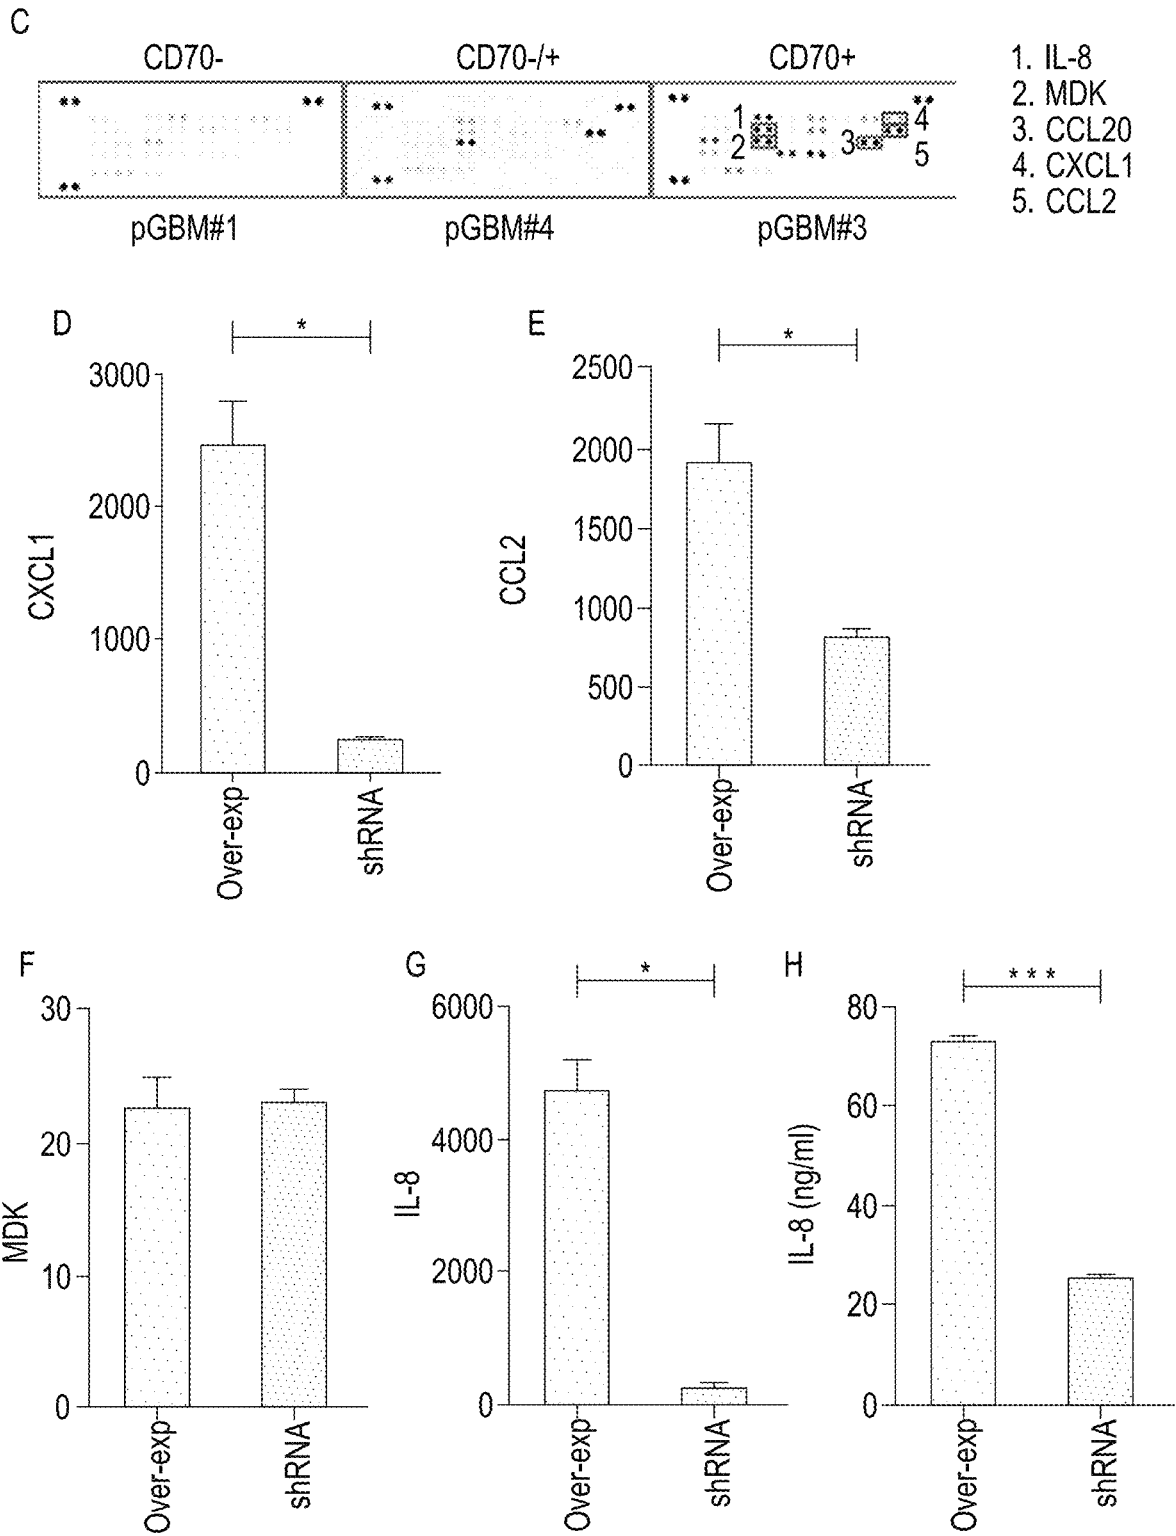 C
CD70- CD70-/+ CD70+
1 2 3 4 5
pGBM#1 pGBM#4 pGBM#3
1. IL-8
2. MDK
3. CCL20
4. CXCL1
5. CCL2
D
*
CXCL1
3000
2000
1000
0
Over-exp shRNA
E
*
CCL2
2500
2000
1500
1000
500
0
Over-exp shRNA
F
MDK
30
20
10
0
Over-exp shRNA
G
*
IL-8
6000
4000
2000
0
Over-exp shRNA
H
***
IL-8 (ng/ml)
80
60
40
20
0
Over-exp shRNA